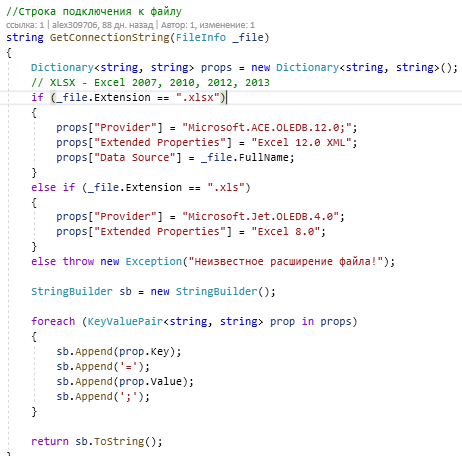 //Строка подключения к файлу
ссылка: 1 | alex309706, 88 дн. назад | Автор: 1, изменение: 1
string GetConnectionString(FileInfo _file)
{
Dictionary<string, string> props = new Dictionary<string, string>();
// XLSX - Excel 2007, 2010, 2012, 2013
if (_file.Extension == ".xlsx")
{
props["Provider"] = "Microsoft.ACE.OLEDB.12.0;";
props["Extended Properties"] = "Excel 12.0 XML";
props["Data Source"] = _file.FullName;
}
else if (_file.Extension == ".xls")
{
props["Provider"] = "Microsoft.Jet.OLEDB.4.0";
props["Extended Properties"] = "Excel 8.0";
}
else throw new Exception("Неизвестное расширение файла!");
StringBuilder sb = new StringBuilder();
foreach (KeyValuePair<string, string> prop in props)
{
sb.Append(prop.Key);
sb.Append('=');
sb.Append(prop.Value);
sb.Append(';');
}
return sb.ToString();
}